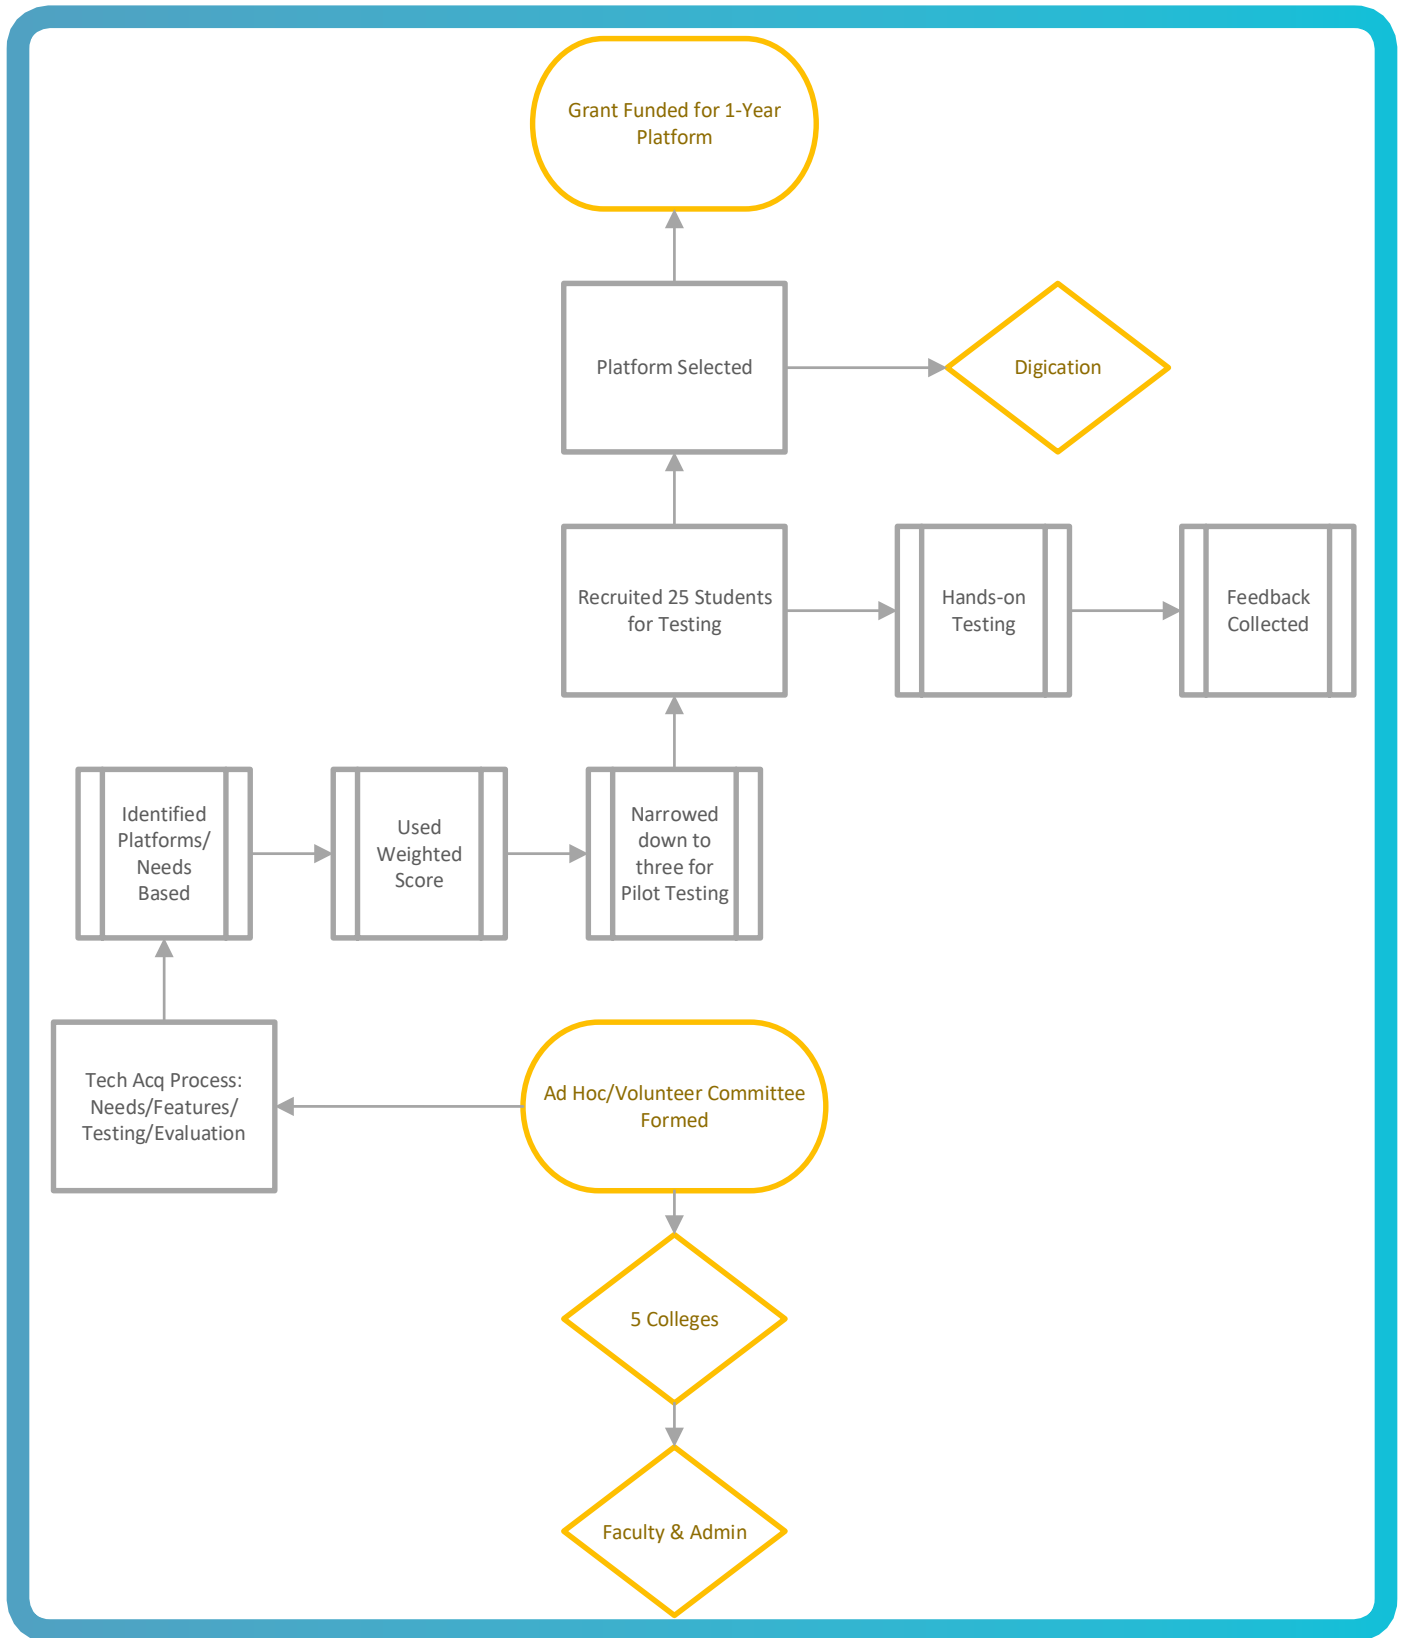 Grant Funded for 1-Year
Platform
Platform Selected
Digication
Recruited 25 Students
for Testing
Hands-on
Testing
Feedback
Collected
Identified
Platforms/
Needs
Based
Used
Weighted
Score
Narrowed
down to
three for
Pilot Testing
Tech Acq Process:
Needs/Features/
Testing/Evaluation
Ad Hoc/Volunteer Committee
Formed
5 Colleges
Faculty & Admin